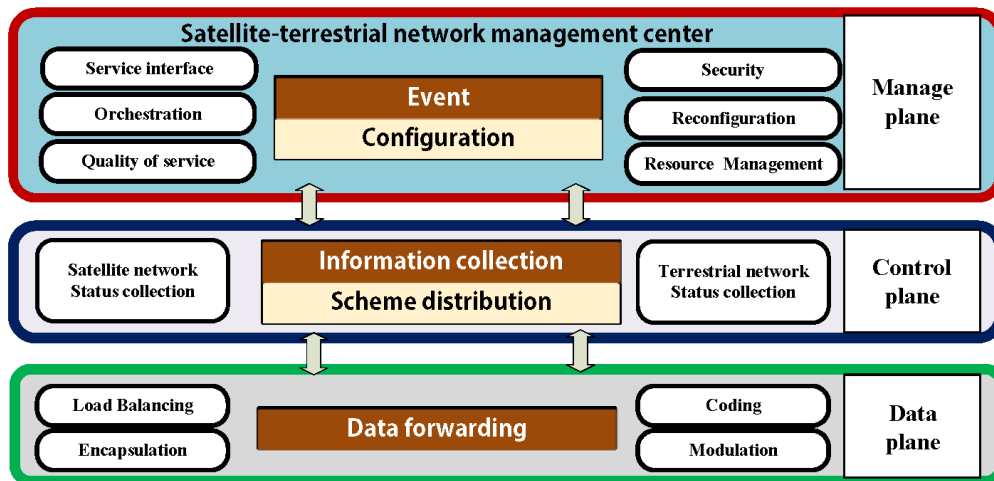 Satellite-terrestrial network management center
Service interface
Orchestration
Quality of service
Event
Configuration
Security
Reconfiguration
Resource Management
Manage
plane
Satellite network
Status collection
Information collection
Scheme distribution
Terrestrial network
Status collection
Control
plane
Load Balancing
Encapsulation
Data forwarding
Coding
Modulation
Data
plane